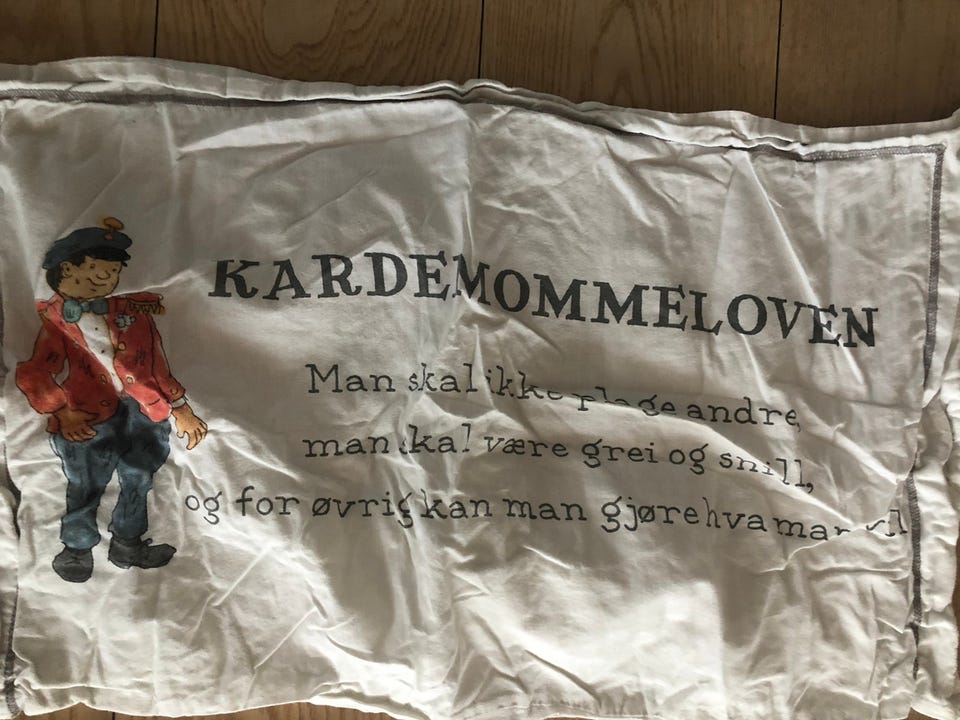 KARDEMOMMELOVEN
Man skal ikke plage andre,
man skal være grei og snill,
og for øvrig kan man gjøre hva man vil